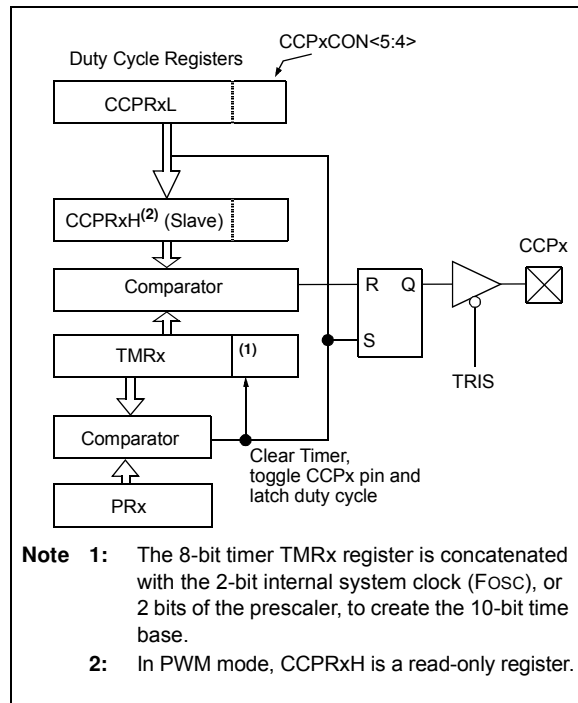 CCPxCON<5:4>
Duty Cycle Registers
CCPRxL
CCPRxH(2) (Slave)
CCPx
Comparator
R Q
TMRx
(1)
S
TRIS
Comparator
Clear Timer,
toggle CCPx pin and
latch duty cycle
PRx
Note 1: The 8-bit timer TMRx register is concatenated
with the 2-bit internal system clock (FOSC), or
2 bits of the prescaler, to create the 10-bit time
base.
2: In PWM mode, CCPRxH is a read-only register.